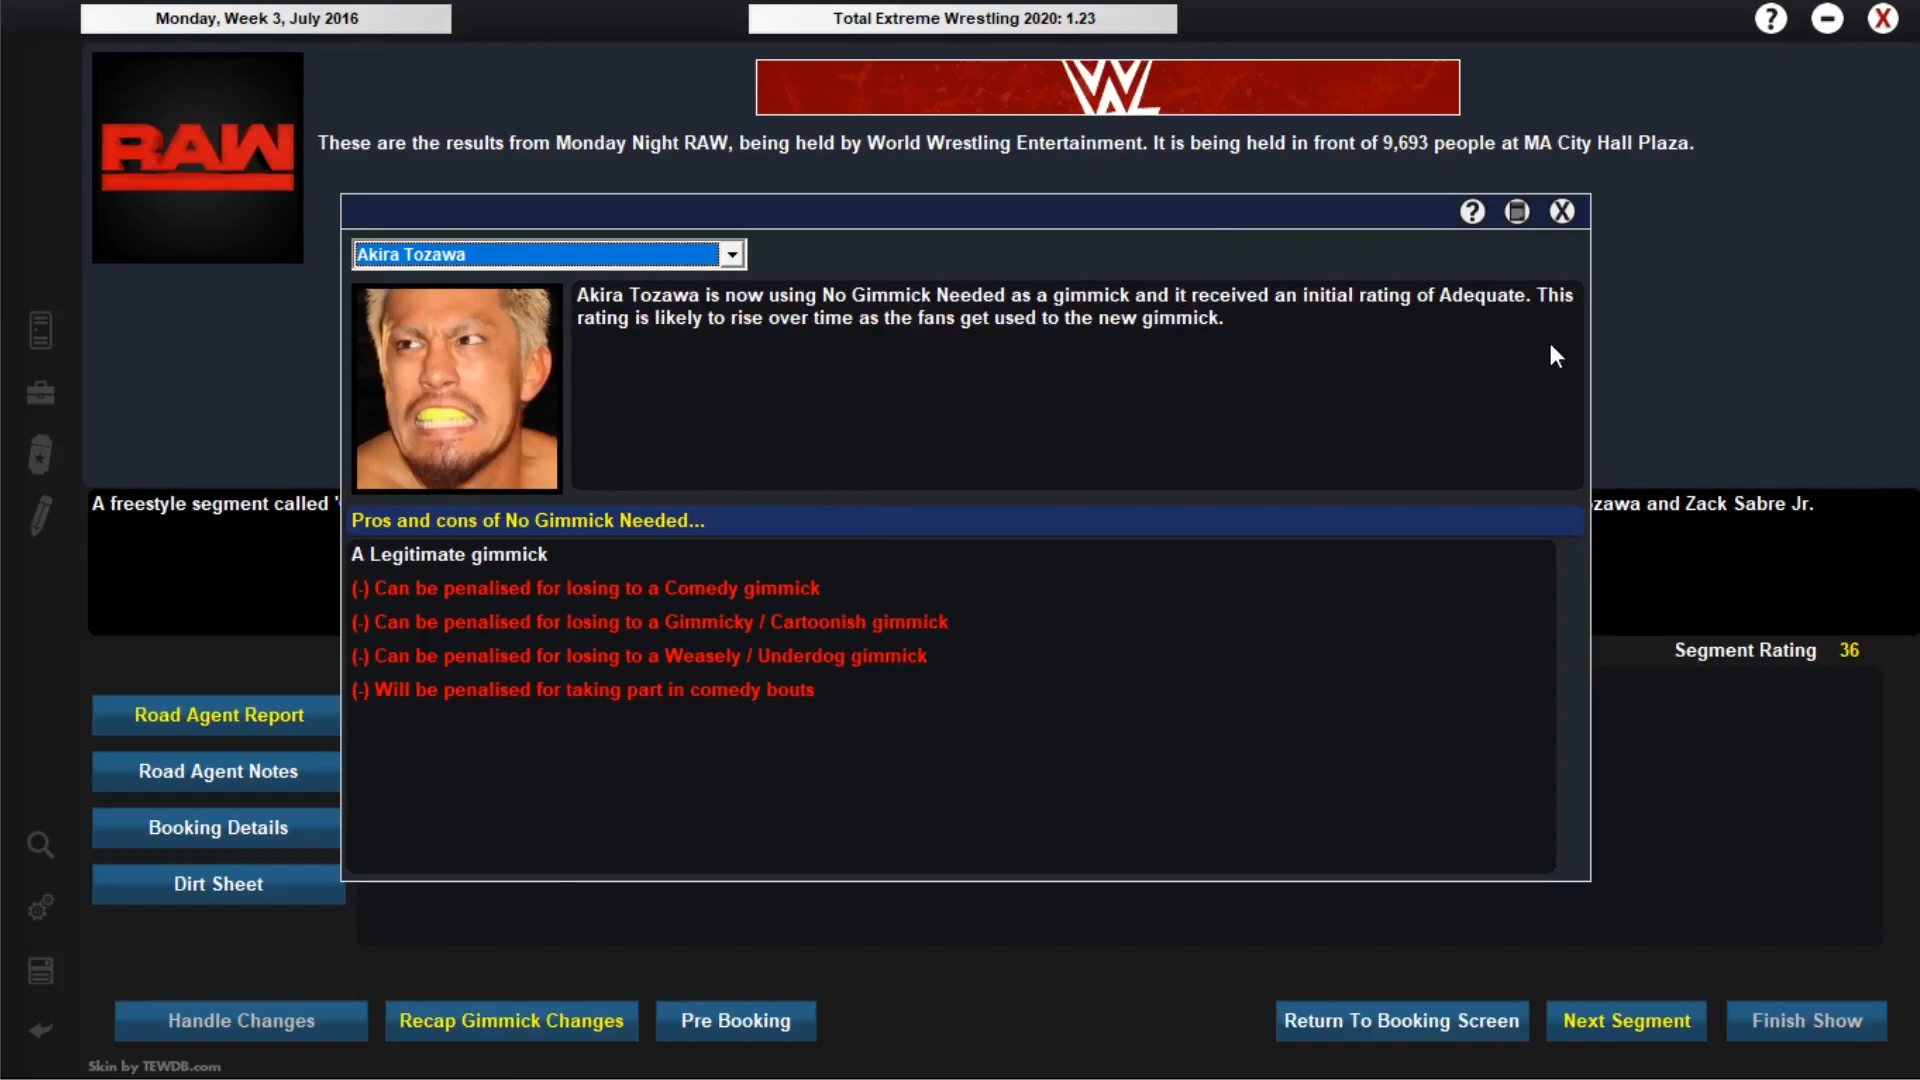 Monday, Week 3, July 2016
Total Extreme Wrestling 2020: 1.23
RAW
These are the results from Monday Night RAW, being held by World Wrestling Entertainment. It is being held in front of 9,693 people at MA City Hall Plaza.
Akira Tozawa
Akira Tozawa is now using No Gimmick Needed as a gimmick and it received an initial rating of Adequate. This
rating is likely to rise over time as the fans get used to the new gimmick.
A freestyle segment called '
zawa and Zack Sabre Jr.
Pros and cons of No Gimmick Needed...
A Legitimate gimmick
(-) Can be penalised for losing to a Comedy gimmick
(-) Can be penalised for losing to a Gimmicky / Cartoonish gimmick
(-) Can be penalised for losing to a Weasely / Underdog gimmick
(-) Will be penalised for taking part in comedy bouts
Segment Rating 36
Road Agent Report
Road Agent Notes
Booking Details
Dirt Sheet
Handle Changes
Recap Gimmick Changes
Pre Booking
Return To Booking Screen
Next Segment
Finish Show
Skin by TEWDB.com